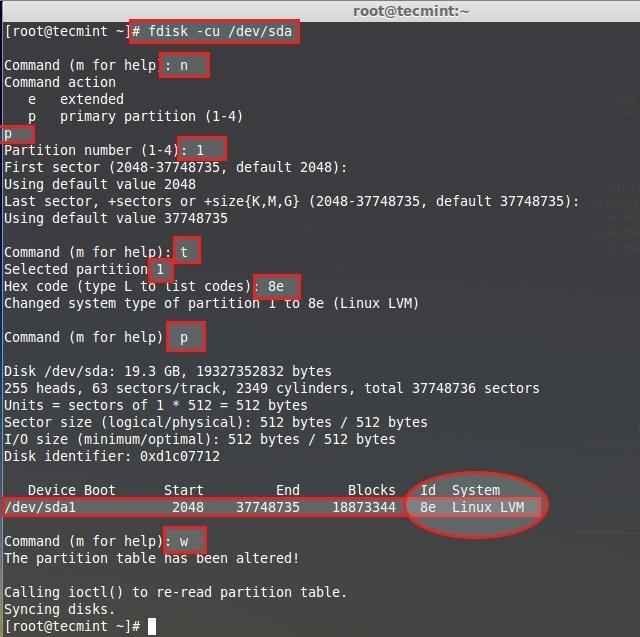 root@tecmint:~
[root@tecmint ~]# fdisk -cu /dev/sda
Command (m for help): n
Command action
e   extended
p   primary partition (1-4)
p
Partition number (1-4): 1
First sector (2048-37748735, default 2048):
Using default value 2048
Last sector, +sectors or +size{K,M,G} (2048-37748735, default 37748735):
Using default value 37748735
Command (m for help): t
Selected partition 1
Hex code (type L to list codes): 8e
Changed system type of partition 1 to 8e (Linux LVM)
Command (m for help): p
Disk /dev/sda: 19.3 GB, 19327352832 bytes
255 heads, 63 sectors/track, 2349 cylinders, total 37748736 sectors
Units = sectors of 1 * 512 = 512 bytes
Sector size (logical/physical): 512 bytes / 512 bytes
I/O size (minimum/optimal): 512 bytes / 512 bytes
Disk identifier: 0xd1c07712
Device Boot      Start         End      Blocks   Id  System
/dev/sda1            2048    37748735    18873344   8e  Linux LVM
Command (m for help): w
The partition table has been altered!
Calling ioctl() to re-read partition table.
Syncing disks.
[root@tecmint ~]#